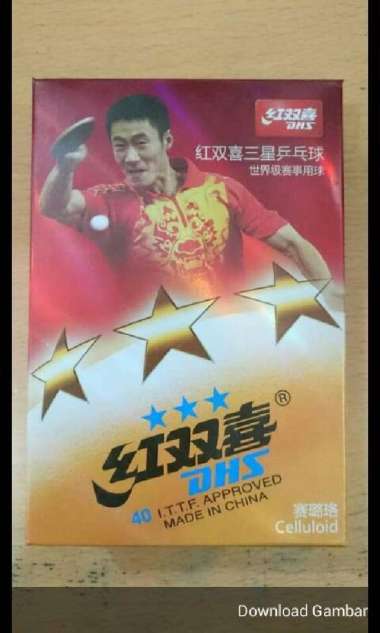 红双喜
DHS
红双喜三星乒乓球
世界级赛事用球
红双喜®
DHS
40 I.T.T.F. APPROVED
MADE IN CHINA
赛璐珞
Celluloid
Download Gambar